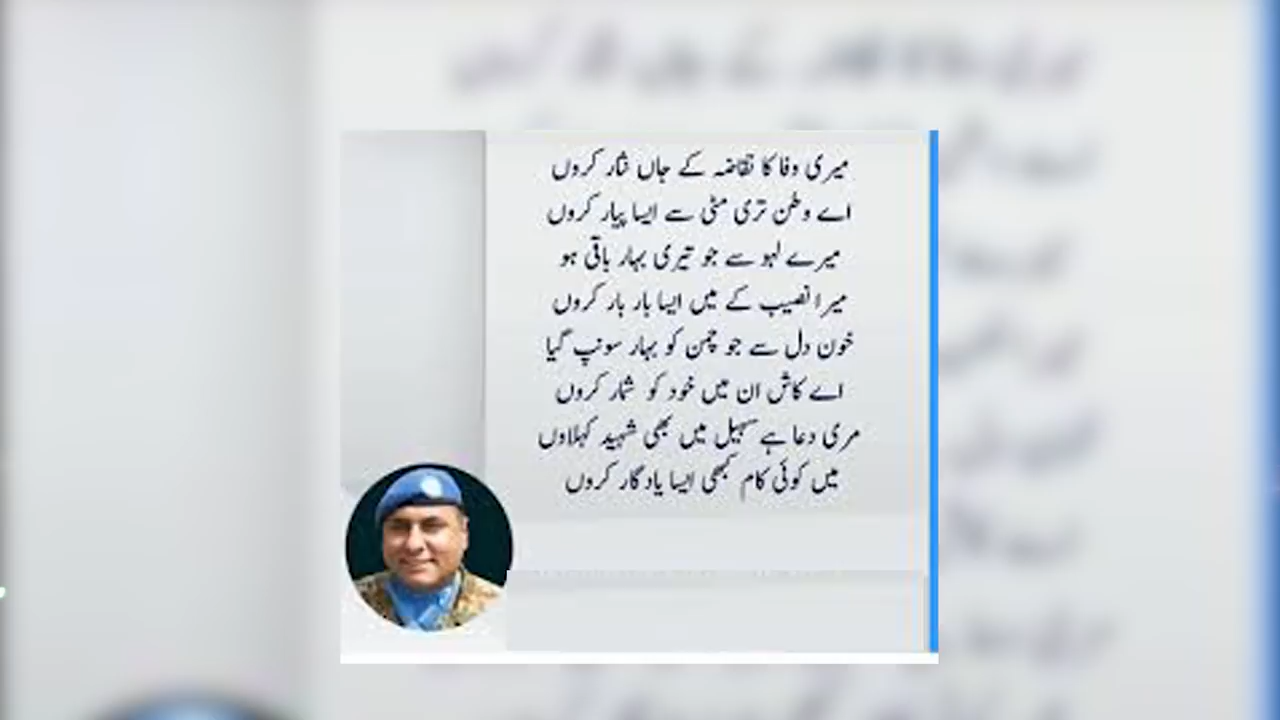 میری وفا کا تقاضہ کے جاں نثار کروں
اے وطن تری مٹی سے ایسا پیار کروں
میرے لہو سے جو تیری بہار باقی ہو
میرا نصیب کے میں ایسا بار بار کروں
خون دل سے جو چمن کو بہار سونپ گیا
اے کاش ان میں خود کو شمار کروں
مری دعا ہے سہیل میں بھی شہید کہلاوں
میں کوئی کام کبھی ایسا یادگار کروں